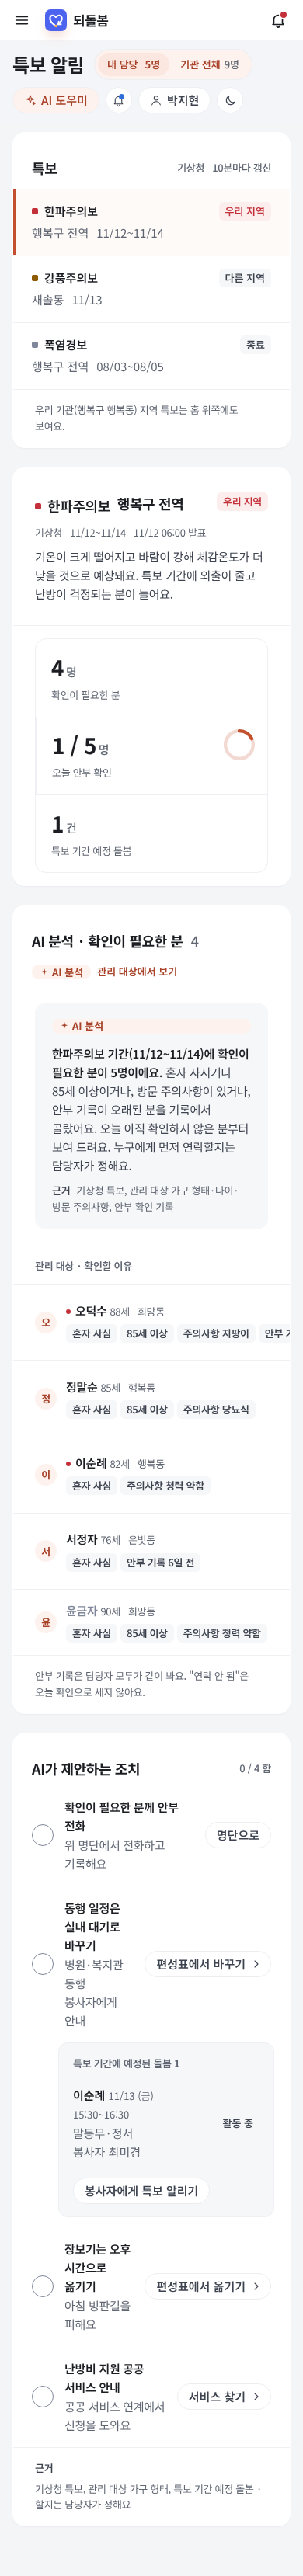 되돌봄
특보 알림
내 담당 5명
기관 전체 9명
AI 도우미
박지현
특보
기상청 10분마다 갱신
한파주의보
우리 지역
행복구 전역 11/12~11/14
강풍주의보
다른 지역
새솔동 11/13
폭염경보
종료
행복구 전역 08/03~08/05
우리 기관(행복구 행복동) 지역 특보는 홈 위쪽에도
보여요.
한파주의보 행복구 전역
우리 지역
기상청 11/12~11/14 11/12 06:00 발표
기온이 크게 떨어지고 바람이 강해 체감온도가 더
낮을 것으로 예상돼요. 특보 기간에 외출이 줄고
난방이 걱정되는 분이 늘어요.
4 명
확인이 필요한 분
1 / 5 명
오늘 안부 확인
1 건
특보 기간 예정 돌봄
AI 분석 · 확인이 필요한 분 4
AI 분석
관리 대상에서 보기
AI 분석
한파주의보 기간(11/12~11/14)에 확인이
필요한 분이 5명이에요. 혼자 사시거나
85세 이상이거나, 방문 주의사항이 있거나,
안부 기록이 오래된 분을 기록에서
골랐어요. 오늘 아직 확인하지 않은 분부터
보여 드려요. 누구에게 먼저 연락할지는
담당자가 정해요.
근거 기상청 특보, 관리 대상 가구 형태·나이·
방문 주의사항, 안부 확인 기록
관리 대상 · 확인할 이유
오
오덕수 88세 희망동
혼자 사심
85세 이상
주의사항 지팡이
안부 기
정
정말순 85세 행복동
혼자 사심
85세 이상
주의사항 당뇨식
이
이순례 82세 행복동
혼자 사심
주의사항 청력 약함
서
서정자 76세 은빛동
혼자 사심
안부 기록 6일 전
윤
윤금자 90세 희망동
혼자 사심
85세 이상
주의사항 청력 약함
안부 기록은 담당자 모두가 같이 봐요. "연락 안 됨"은
오늘 확인으로 세지 않아요.
AI가 제안하는 조치
0 / 4 함
확인이 필요한 분께 안부
전화
위 명단에서 전화하고
기록해요
명단으로
동행 일정은
실내 대기로
바꾸기
병원·복지관
동행
봉사자에게
안내
편성표에서 바꾸기
특보 기간에 예정된 돌봄 1
이순례 11/13 (금)
15:30~16:30
말동무·정서
봉사자 최미경
활동 중
봉사자에게 특보 알리기
장보기는 오후
시간으로
옮기기
아침 빙판길을
피해요
편성표에서 옮기기
난방비 지원 공공
서비스 안내
공공 서비스 연계에서
신청을 도와요
서비스 찾기
근거
기상청 특보, 관리 대상 가구 형태, 특보 기간 예정 돌봄 ·
할지는 담당자가 정해요